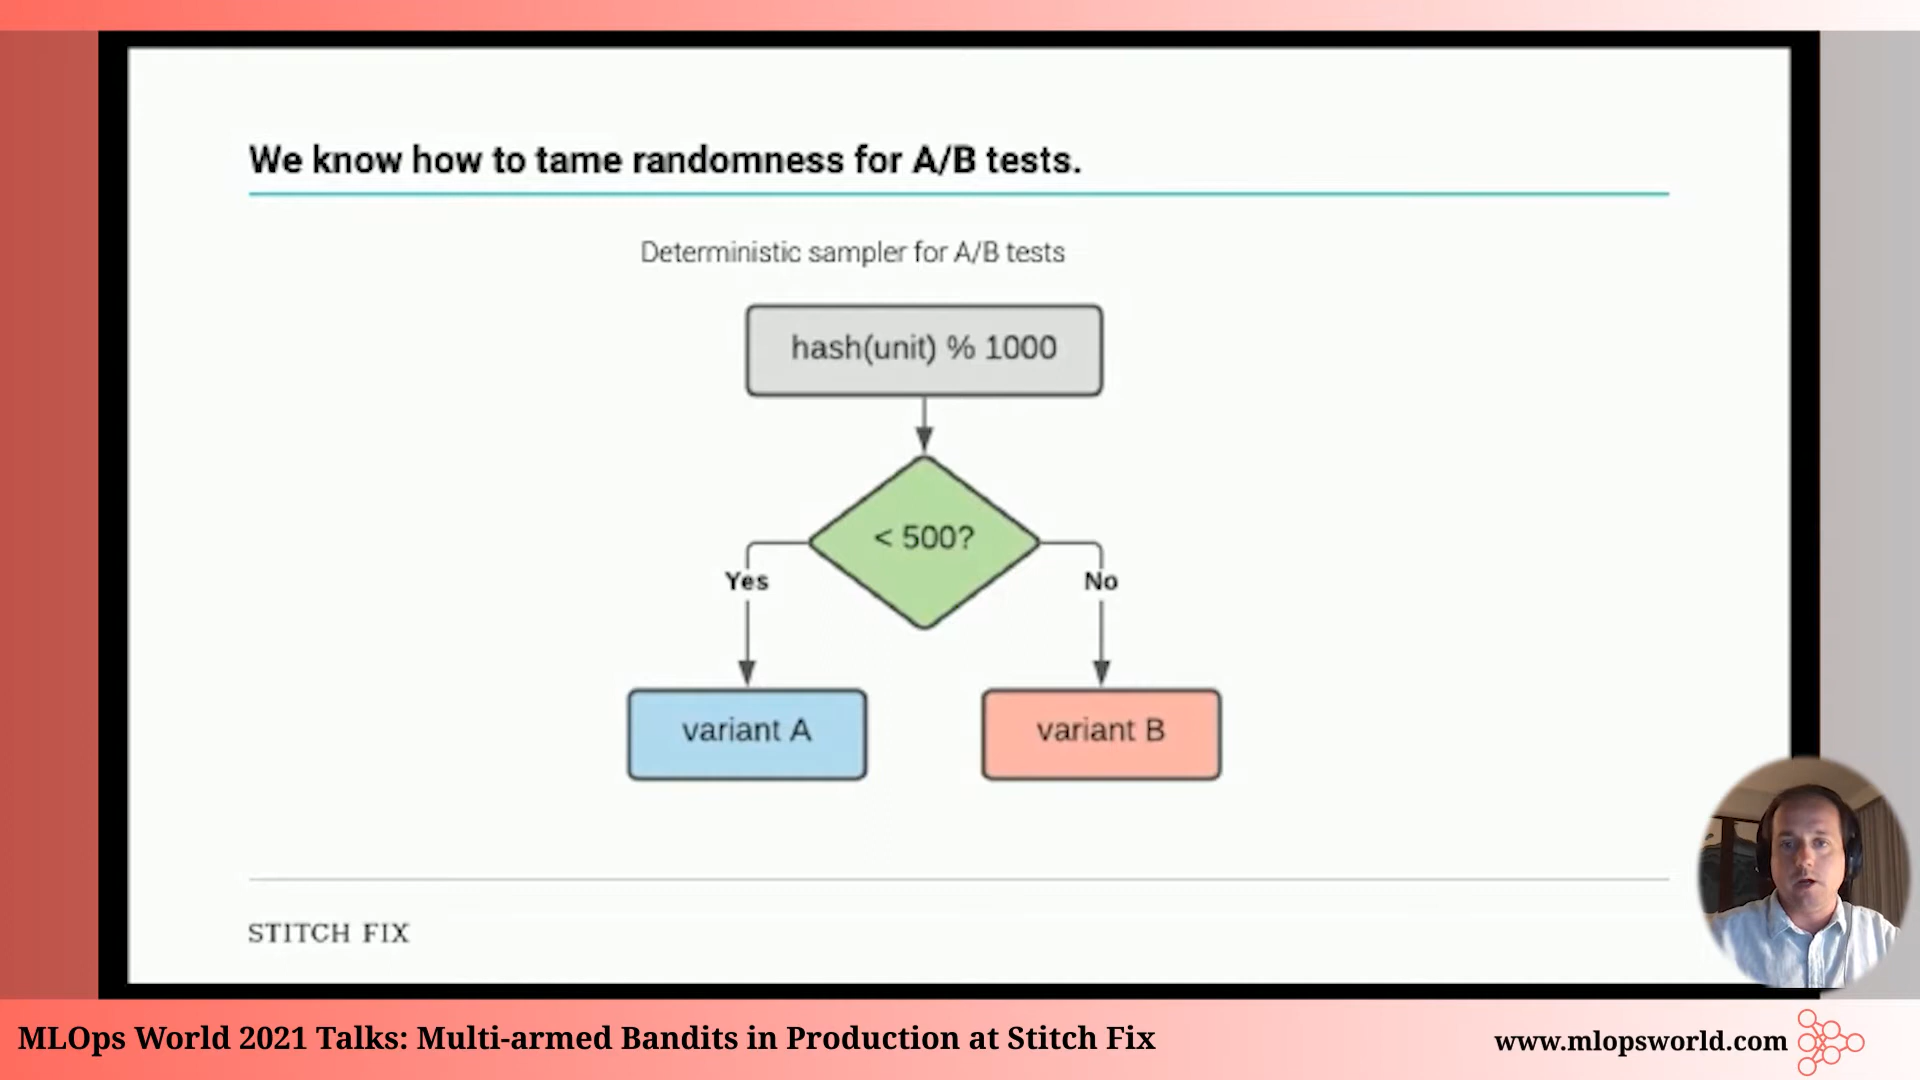 We know how to tame randomness for A/B tests.
Deterministic sampler for A/B tests
hash(unit) % 1000
< 500?
Yes
No
variant A
variant B
STITCH FIX
MLOps World 2021 Talks: Multi-armed Bandits in Production at Stitch Fix
www.mlopsworld.com